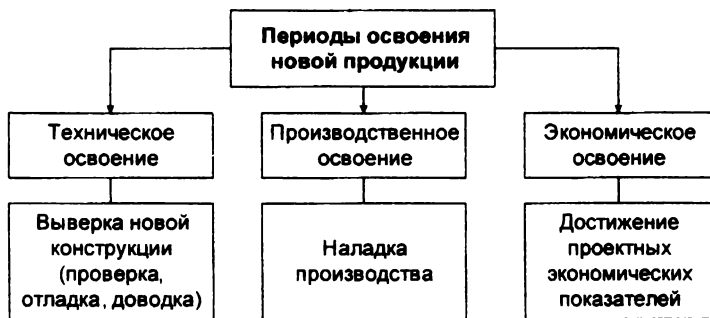 Периоды освоения
новой продукции
Техническое
освоение
Производственное
освоение
Экономическое
освоение
Выверка новой
конструкции
(проверка,
отладка, доводка)
Наладка
производства
Достижение
проектных
экономических
показателей